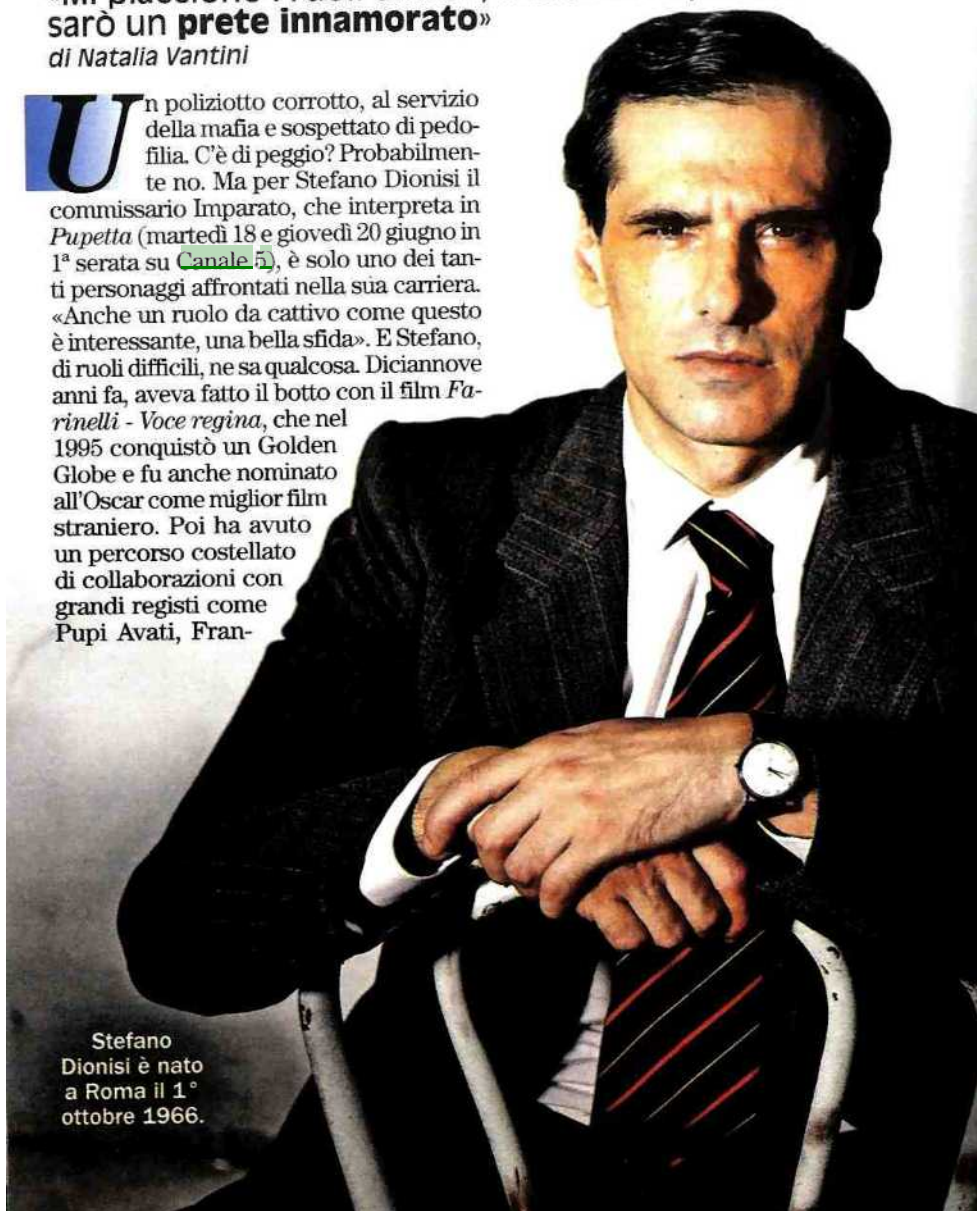 sarò un prete innamorato»
di Natalia Vantini
Un poliziotto corrotto, al servizio
della mafia e sospettato di pedo-
filia. C'è di peggio? Probabilmen-
te no. Ma per Stefano Dionisi il
commissario Imparato, che interpreta in
Pupetta (martedì 18 e giovedì 20 giugno in
1ª serata su Canale 5), è solo uno dei tan-
ti personaggi affrontati nella sua carriera.
«Anche un ruolo da cattivo come questo
è interessante, una bella sfida». E Stefano,
di ruoli difficili, ne sa qualcosa. Diciannove
anni fa, aveva fatto il botto con il film Fa-
rinelli - Voce regina, che nel
1995 conquistò un Golden
Globe e fu anche nominato
all'Oscar come miglior film
straniero. Poi ha avuto
un percorso costellato
di collaborazioni con
grandi registi come
Pupi Avati, Fran-
Stefano
Dionisi è nato
a Roma il 1°
ottobre 1966.